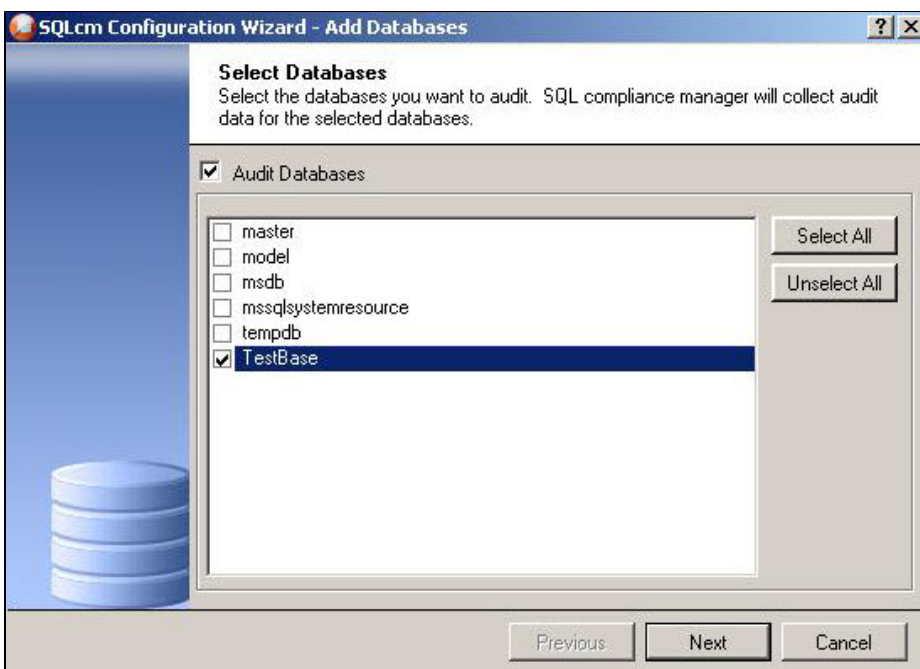 SQLcm Configuration Wizard - Add Databases
Select Databases
Select the databases you want to audit. SQL compliance manager will collect audit
data for the selected databases.
Audit Databases
master
model
msdb
mssqlsystemresource
tempdb
TestBase
Select All
Unselect All
Previous
Next
Cancel